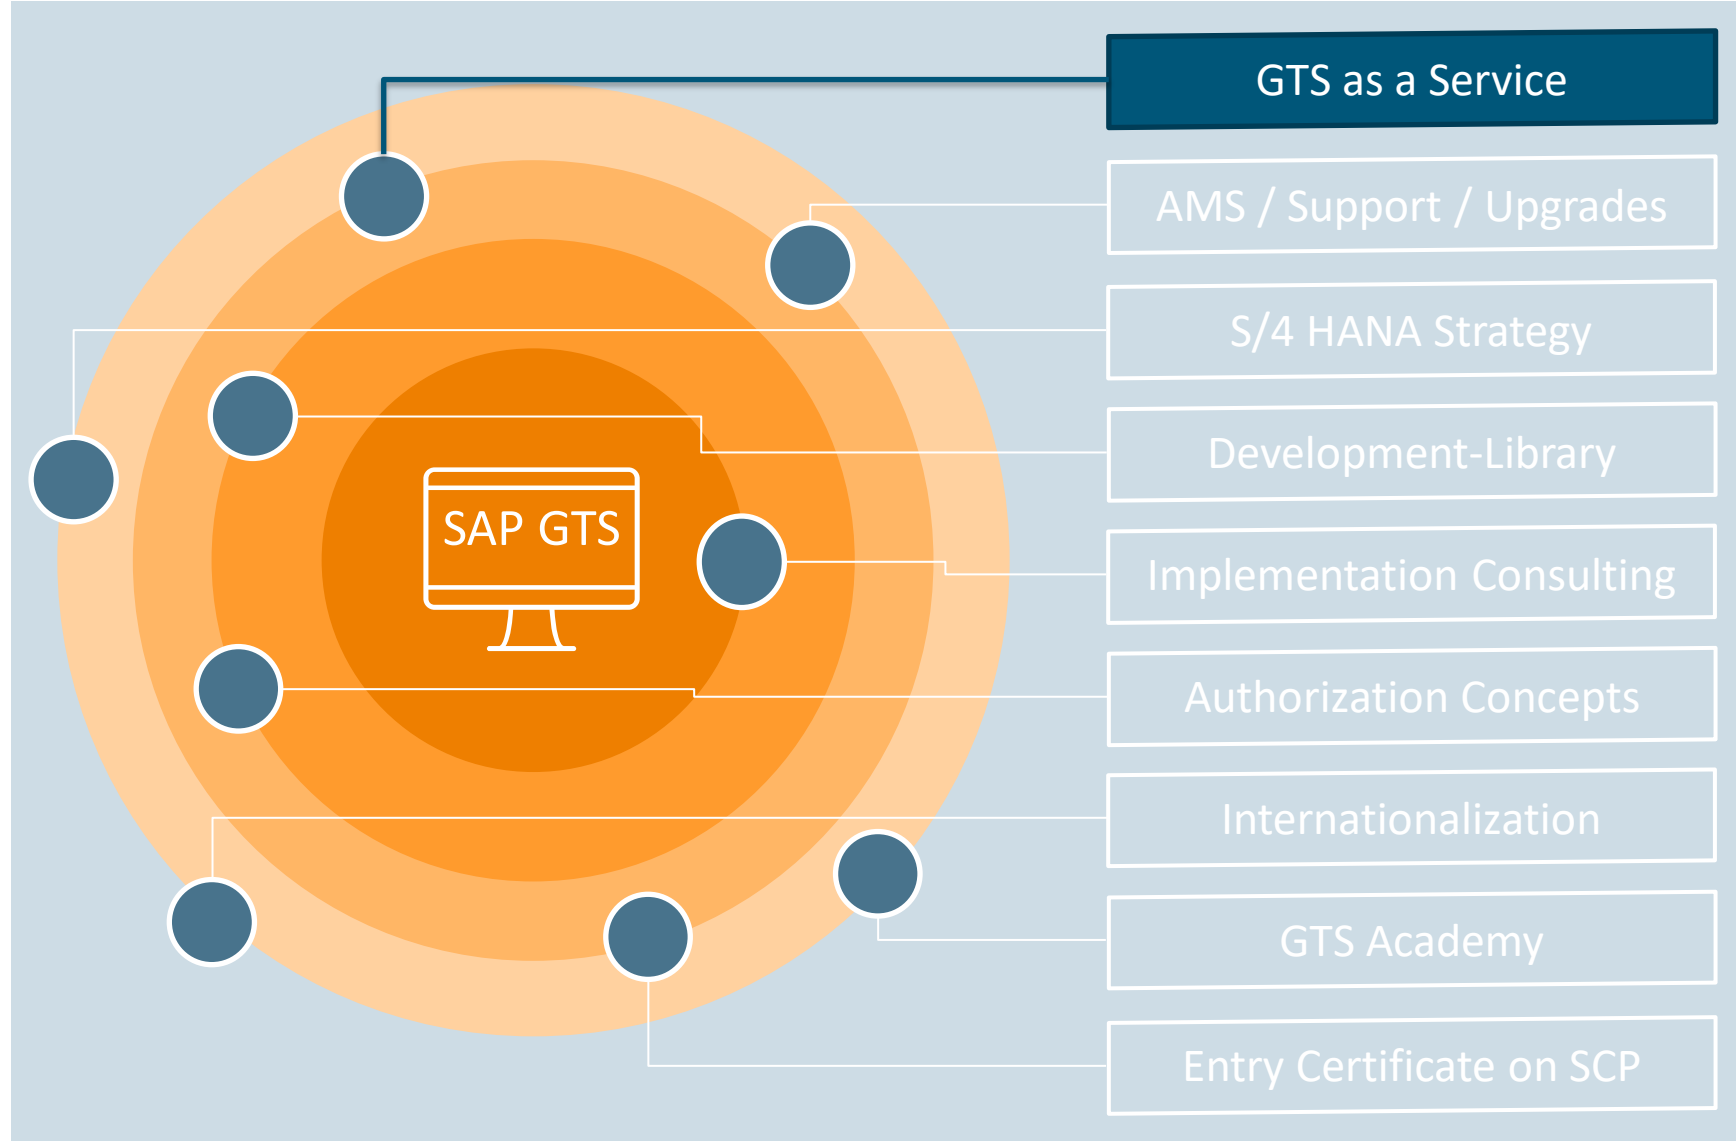 GTS as a Service
AMS / Support / Upgrades
S/4 HANA Strategy
Development-Library
SAP GTS
Implementation Consulting
Authorization Concepts
Internationalization
GTS Academy
Entry Certificate on SCP